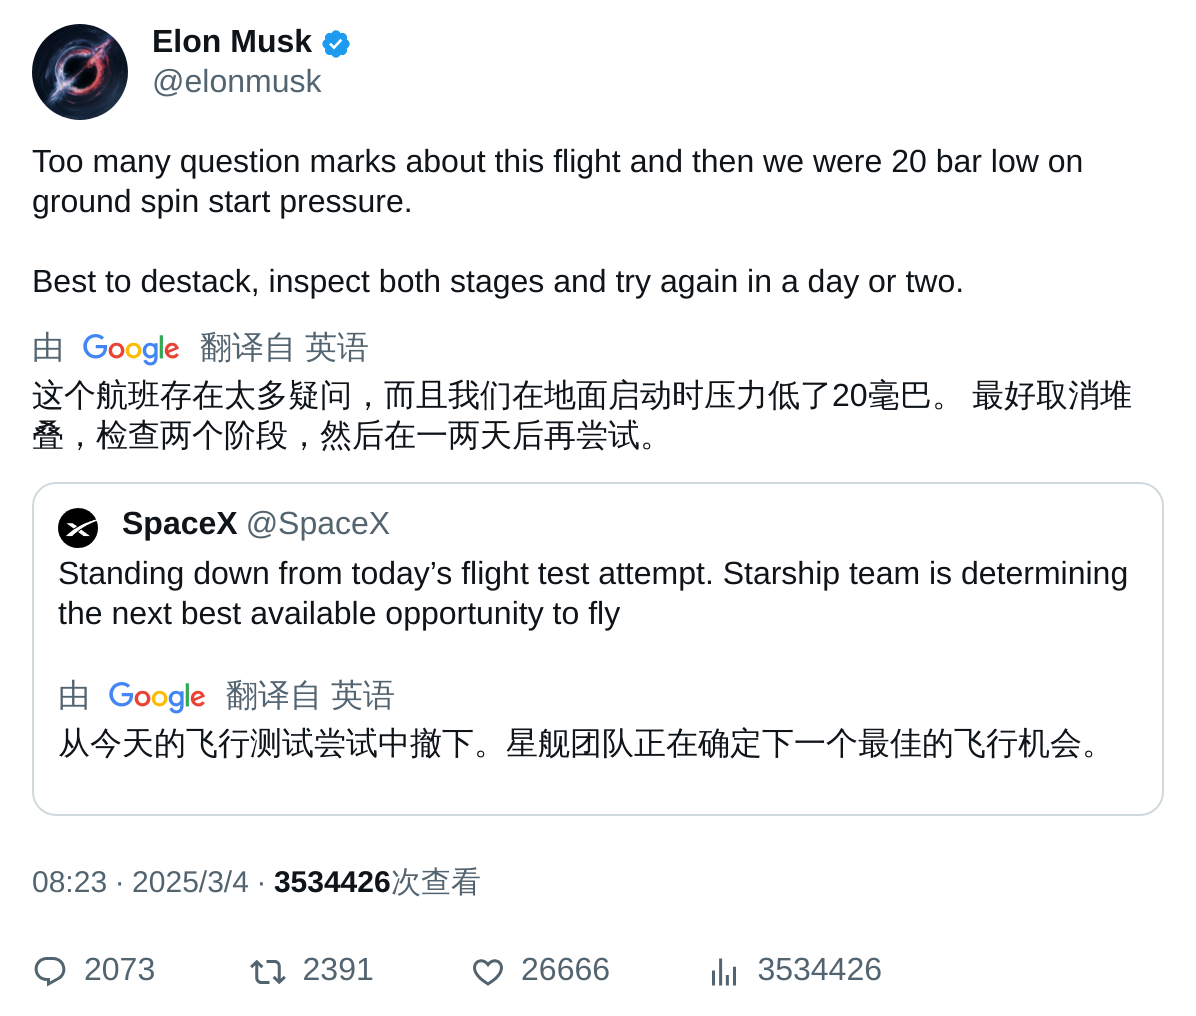 Elon Musk
@elonmusk
Too many question marks about this flight and then we were 20 bar low on
ground spin start pressure.
Best to destack, inspect both stages and try again in a day or two.
由 Google 翻译自 英语
这个航班存在太多疑问，而且我们在地面启动时压力低了20毫巴。 最好取消堆
叠，检查两个阶段，然后在一两天后再尝试。
SpaceX @SpaceX
Standing down from today’s flight test attempt. Starship team is determining
the next best available opportunity to fly
由 Google 翻译自 英语
从今天的飞行测试尝试中撤下。星舰团队正在确定下一个最佳的飞行机会。
08:23 · 2025/3/4 · 3534426次查看
2073 2391 26666 3534426